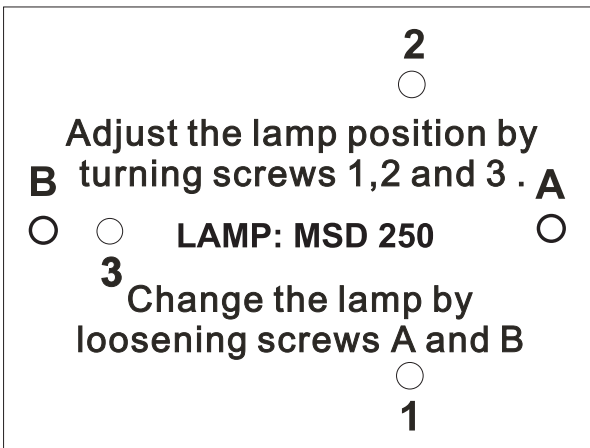 2
Adjust the lamp position by
B turning screws 1,2 and 3 . A
LAMP: MSD 250
3
Change the lamp by
loosening screws A and B
1